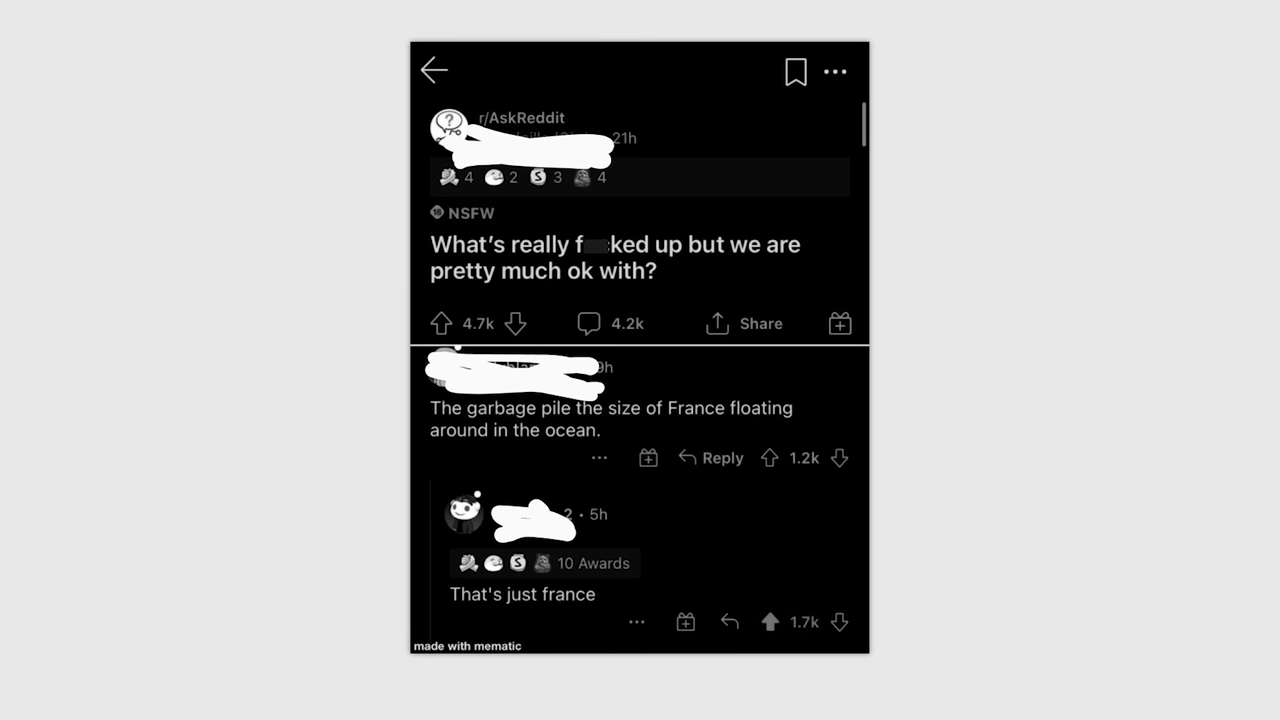 r/AskReddit
21h
4 2 3 4
NSFW
What's really f ked up but we are
pretty much ok with?
4.7k 4.2k Share
9h
The garbage pile the size of France floating
around in the ocean.
... Reply 1.2k
2 • 5h
10 Awards
That's just france
... 1.7k
made with mematic